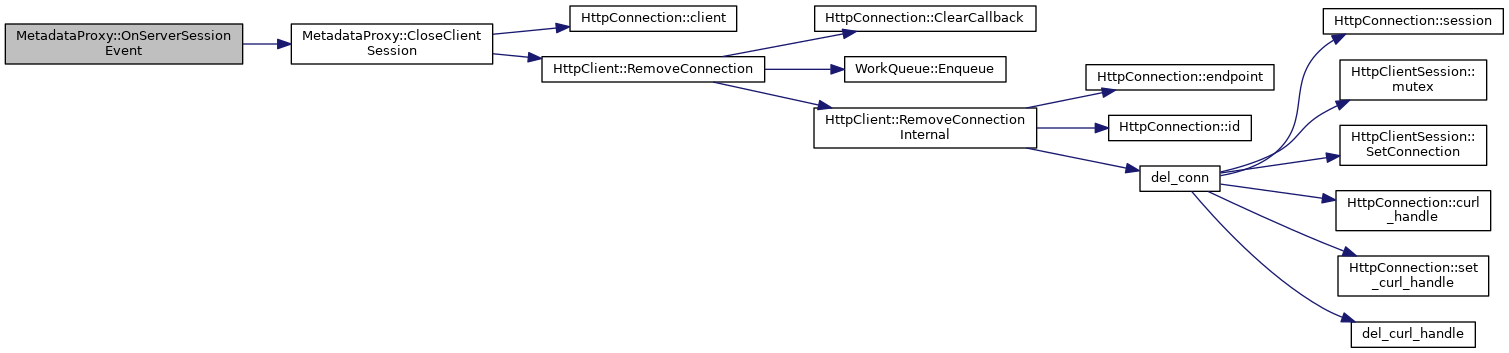 MetadataProxy::OnServerSession
Event
MetadataProxy::CloseClient
Session
HttpConnection::client
HttpClient::RemoveConnection
HttpConnection::ClearCallback
WorkQueue::Enqueue
HttpClient::RemoveConnection
Internal
HttpConnection::endpoint
HttpConnection::id
del_conn
HttpConnection::session
HttpClientSession::
mutex
HttpClientSession::
SetConnection
HttpConnection::curl
_handle
HttpConnection::set
_curl_handle
del_curl_handle